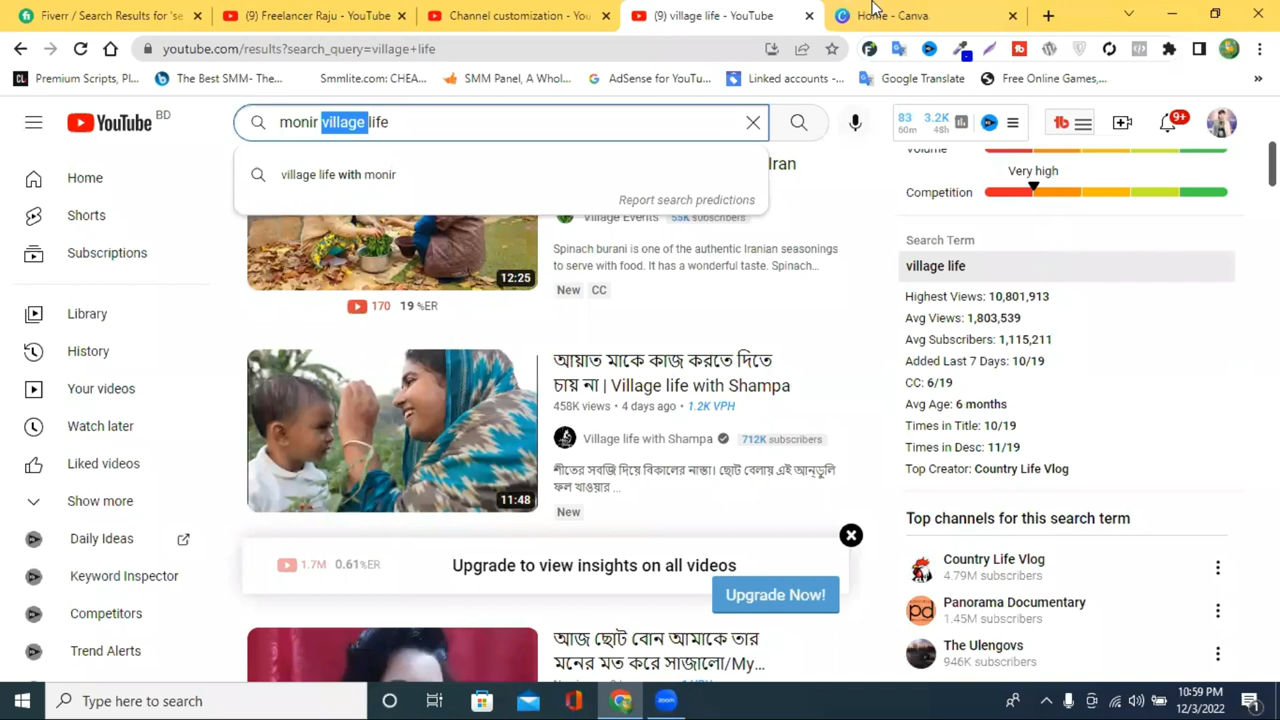 Fiverr / Search Results for 'se
(9) Freelancer Raju - YouTube
Channel customization - You
(9) village life - YouTube
Home - Canva
youtube.com/results?search_query=village+life
Premium Scripts, Pl...
The Best SMM- The...
Smmlite.com: CHEA...
SMM Panel, A Whol...
AdSense for YouTu...
Linked accounts -...
Google Translate
Free Online Games,...
YouTube BD
monir village life
83 60m
3.2K 48h
9+
village life with monir
Report search predictions
Iran
Home
Shorts
Subscriptions
Library
History
Your videos
Watch later
Liked videos
Show more
Daily Ideas
Keyword Inspector
Competitors
Trend Alerts
12:25
170 19 %ER
Village Events 55K subscribers
Spinach burani is one of the authentic Iranian seasonings
to serve with food. It has a wonderful taste. Spinach...
New CC
আয়াত মাকে কাজ করতে দিতে
চায় না | Village life with Shampa
458K views • 4 days ago • 1.2K VPH
Village life with Shampa 712K subscribers
শীতের সবজি দিয়ে বিকালের নাস্তা। ছোট বেলায় এই আন্ডুলি
ফল খাওয়ার ...
New
11:48
1.7M 0.61%ER
Upgrade to view insights on all videos
Upgrade Now!
আজ ছোট বোন আমাকে তার
মনের মত করে সাজালো/My...
Volume
Very high
Competition
Search Term
village life
Highest Views: 10,801,913
Avg Views: 1,803,539
Avg Subscribers: 1,115,211
Added Last 7 Days: 10/19
CC: 6/19
Avg Age: 6 months
Times in Title: 10/19
Times in Desc: 11/19
Top Creator: Country Life Vlog
Top channels for this search term
Country Life Vlog
4.79M subscribers
Panorama Documentary
1.45M subscribers
The Ulengovs
946K subscribers
Type here to search
zoom
10:59 PM
12/3/2022